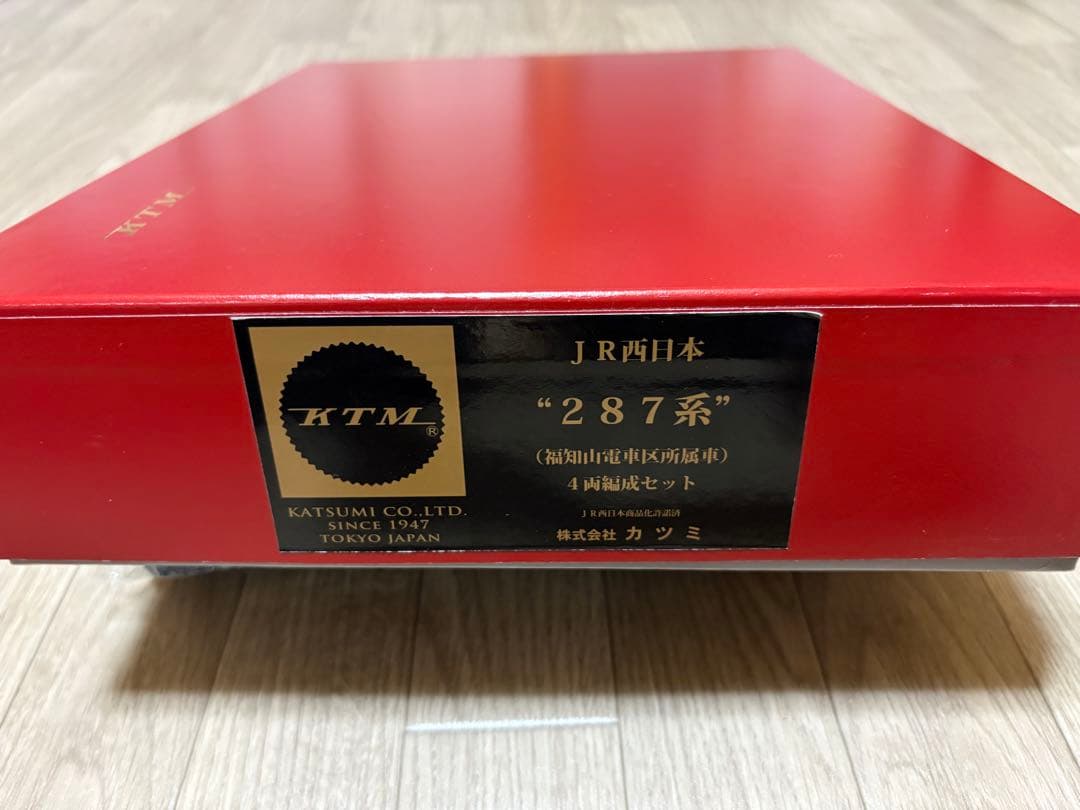 KTM
KTM®
KATSUMI CO.,LTD.
SINCE 1947
TOKYO JAPAN
ＪＲ西日本
“２８７系”
（福知山電車区所属車）
４両編成セット
ＪＲ西日本商品化許諾済
株式会社 カツミ